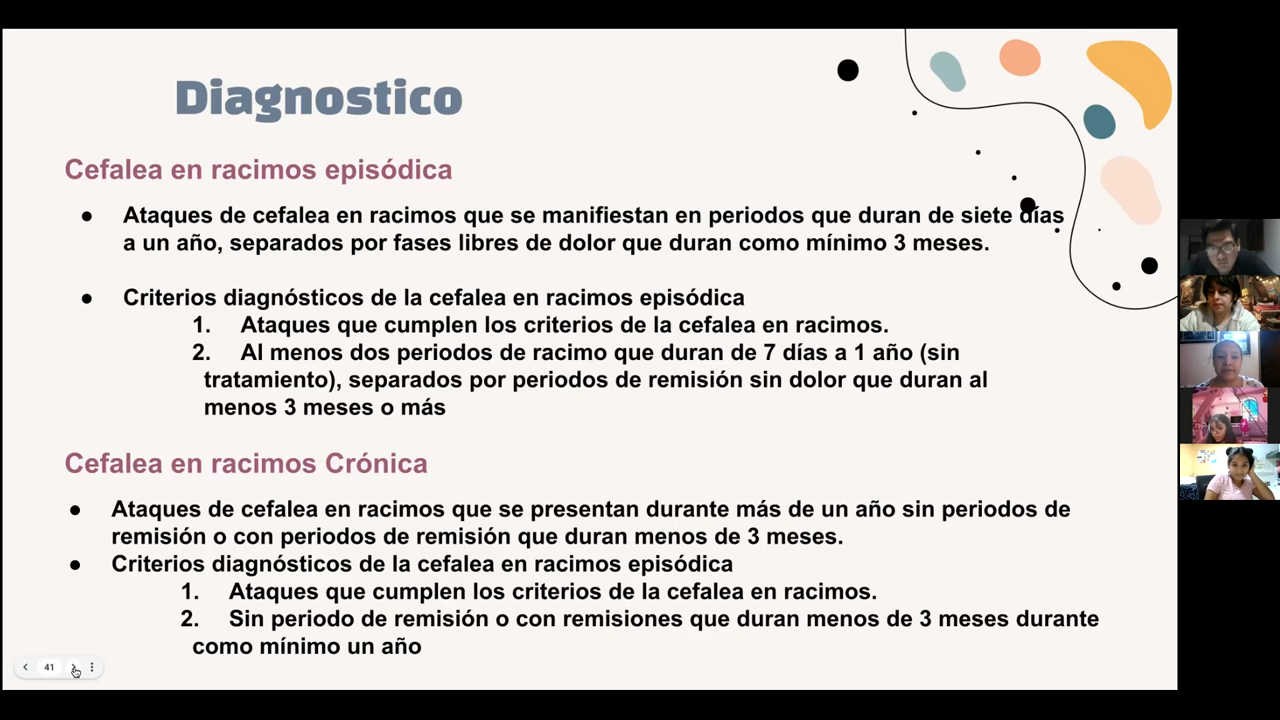 Diagnostico
Cefalea en racimos episódica
● Ataques de cefalea en racimos que se manifiestan en periodos que duran de siete días
a un año, separados por fases libres de dolor que duran como mínimo 3 meses.
● Criterios diagnósticos de la cefalea en racimos episódica
1. Ataques que cumplen los criterios de la cefalea en racimos.
2. Al menos dos periodos de racimo que duran de 7 días a 1 año (sin
tratamiento), separados por periodos de remisión sin dolor que duran al
menos 3 meses o más
Cefalea en racimos Crónica
● Ataques de cefalea en racimos que se presentan durante más de un año sin periodos de
remisión o con periodos de remisión que duran menos de 3 meses.
● Criterios diagnósticos de la cefalea en racimos episódica
1. Ataques que cumplen los criterios de la cefalea en racimos.
2. Sin periodo de remisión o con remisiones que duran menos de 3 meses durante
como mínimo un año
41